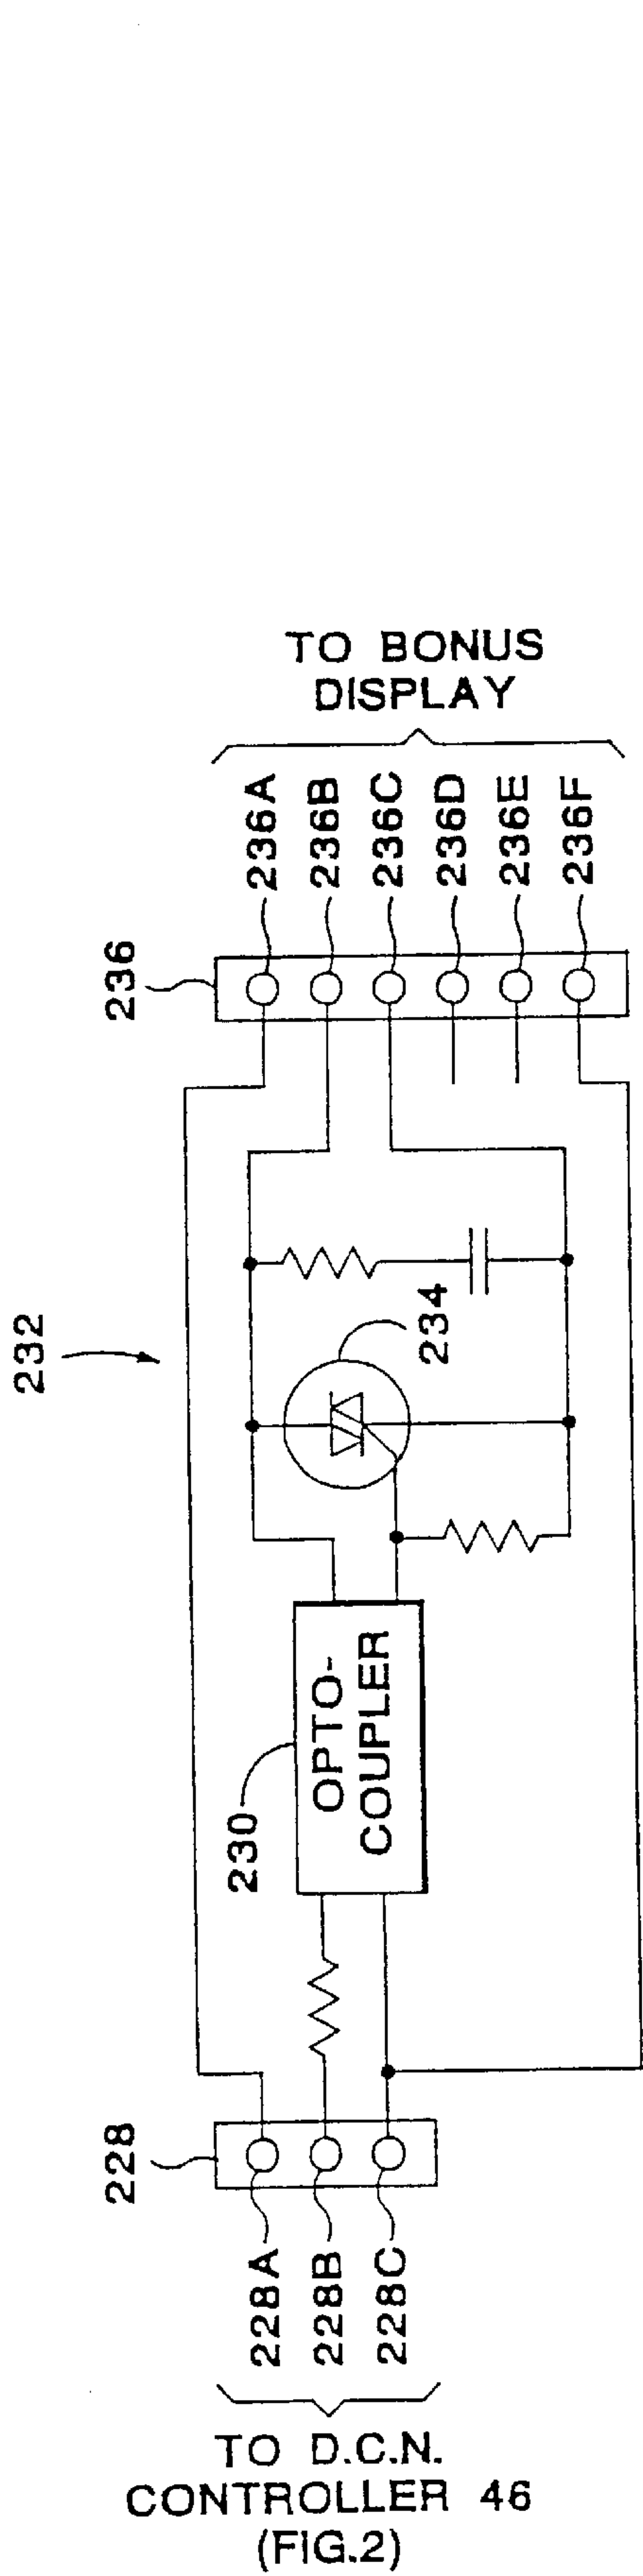 TO D.C.N.
CONTROLLER 46
(FIG.2)
228A
228B
228C
228
230
OPTO-
COUPLER
232
234
236
236A
236B
236C
236D
236E
236F
TO BONUS
DISPLAY